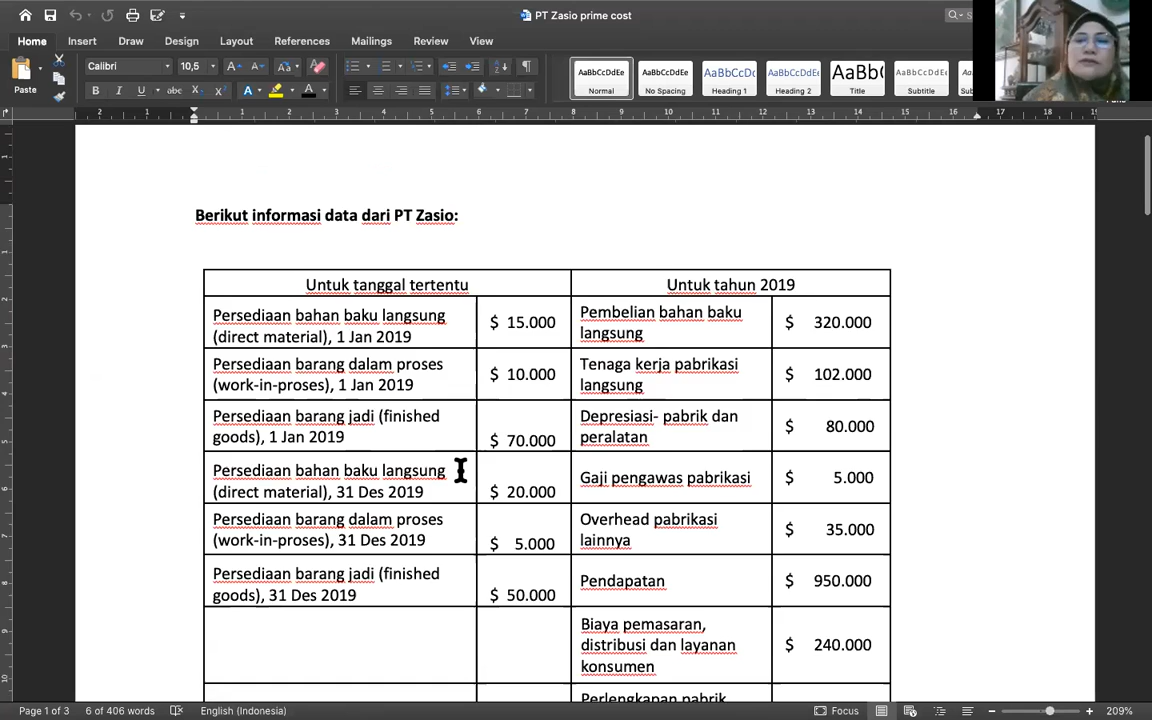 PT Zasio prime cost
Home Insert Draw Design Layout References Mailings Review View
Paste
Calibri 10,5
AaBbCcDdEe AaBbCcDdEe AaBbCcDc AaBbCcDdEe AaBb( AaBbCcDdEe
Normal No Spacing Heading 1 Heading 2 Title Subtitle
Berikut informasi data dari PT Zasio:
Untuk tanggal tertentu
Untuk tahun 2019
Persediaan bahan baku langsung
(direct material), 1 Jan 2019
$ 15.000
Pembelian bahan baku
langsung
$ 320.000
Persediaan barang dalam proses
(work-in-proses), 1 Jan 2019
$ 10.000
Tenaga kerja pabrikasi
langsung
$ 102.000
Persediaan barang jadi (finished
goods), 1 Jan 2019
$ 70.000
Depresiasi- pabrik dan
peralatan
$ 80.000
Persediaan bahan baku langsung
(direct material), 31 Des 2019
$ 20.000
Gaji pengawas pabrikasi
$ 5.000
Persediaan barang dalam proses
(work-in-proses), 31 Des 2019
$ 5.000
Overhead pabrikasi
lainnya
$ 35.000
Persediaan barang jadi (finished
goods), 31 Des 2019
$ 50.000
Pendapatan
$ 950.000
Biaya pemasaran,
distribusi dan layanan
konsumen
$ 240.000
Perlengkapan pabrik
Page 1 of 3 6 of 406 words English (Indonesia) Focus 209%